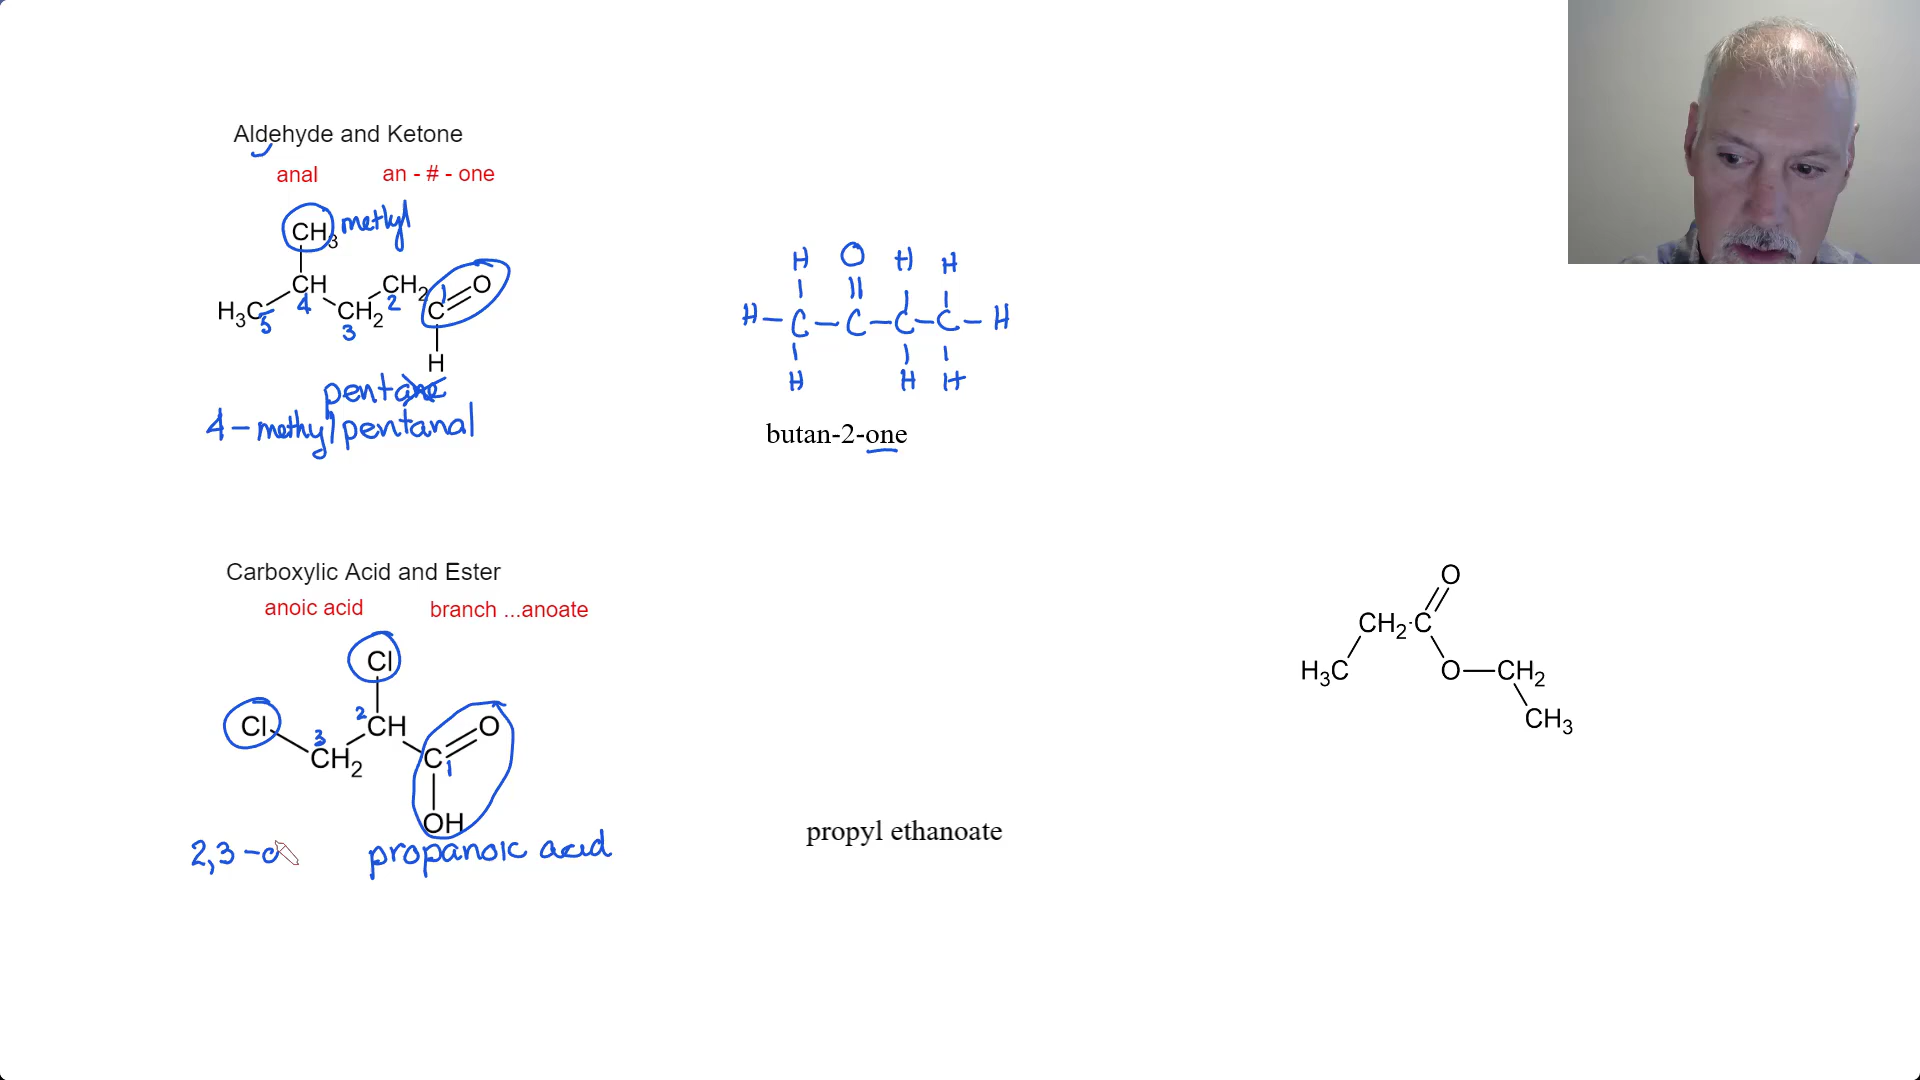 Aldehyde and Ketone
anal an - # - one
CH3 methyl
CH CH2 1 O
H3C 5 4 CH2 2 C
3
H
pentane
4-methylpentanal
H O H H
H-C-C-C-C-H
H H H
butan-2-one
Carboxylic Acid and Ester
anoic acid branch ...anoate
Cl
Cl 2 CH O
3 CH2 C 1
OH
2,3-d propanoic acid
propyl ethanoate
O
CH2 C
H3C O CH2
CH3